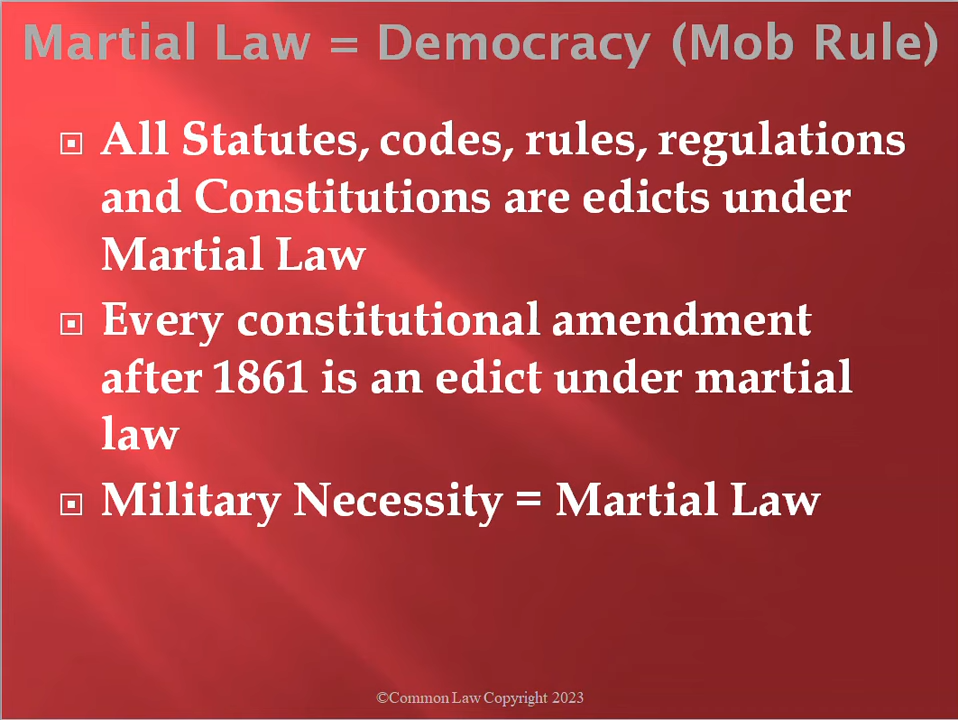 Martial Law = Democracy (Mob Rule)
All Statutes, codes, rules, regulations
and Constitutions are edicts under
Martial Law
Every constitutional amendment
after 1861 is an edict under martial
law
Military Necessity = Martial Law
©Common Law Copyright 2023